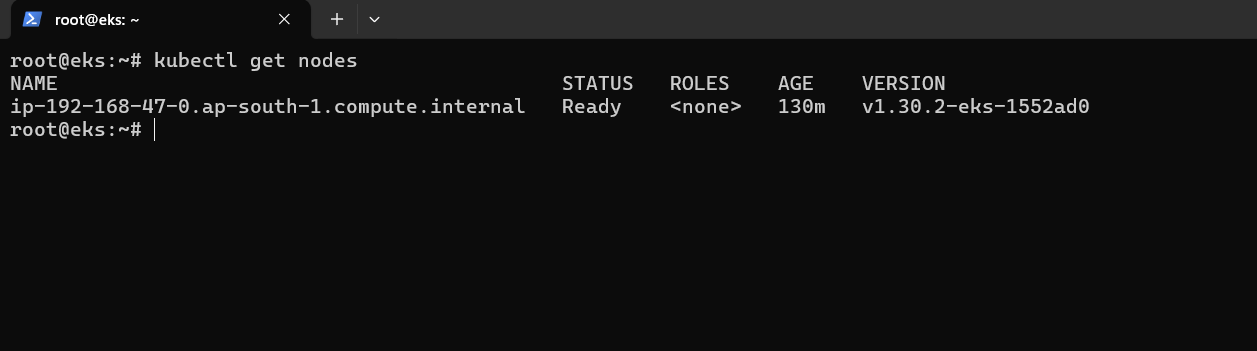 root@eks: ~
root@eks:~# kubectl get nodes
NAME STATUS ROLES AGE VERSION
ip-192-168-47-0.ap-south-1.compute.internal Ready <none> 130m v1.30.2-eks-1552ad0
root@eks:~#